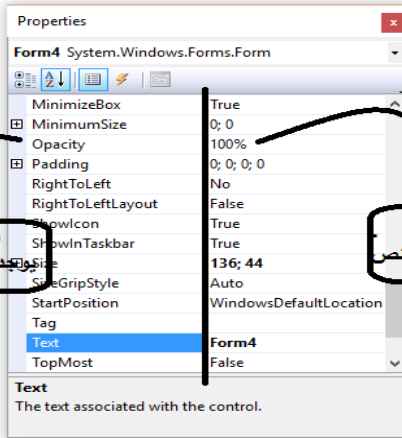 Properties
Form4 System.Windows.Forms.Form
MinimizeBox True
MinimumSize 0; 0
Opacity 100%
Padding 0; 0; 0; 0
RightToLeft No
RightToLeftLayout False
ShowIcon True
ShowInTaskbar True
Size 136; 44
SizeGripStyle Auto
StartPosition WindowsDefaultLocation
Tag
Text Form4
TopMost False
Text
The text associated with the control.